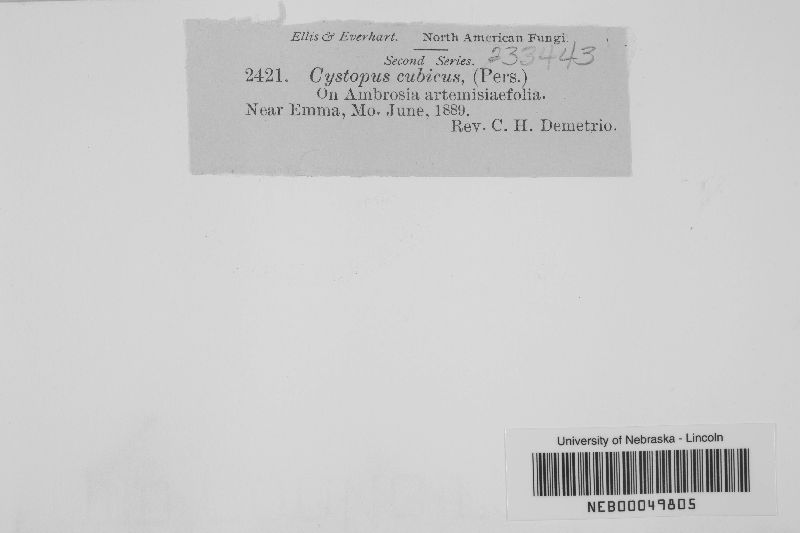 Ellis & Everhart. North American Fungi.
Second Series. 233443
2421. Cystopus cubicus, (Pers.)
On Ambrosia artemisiaefolia.
Near Emma, Mo. June, 1889.
Rev. C. H. Demetrio.
University of Nebraska - Lincoln
NEB00049805